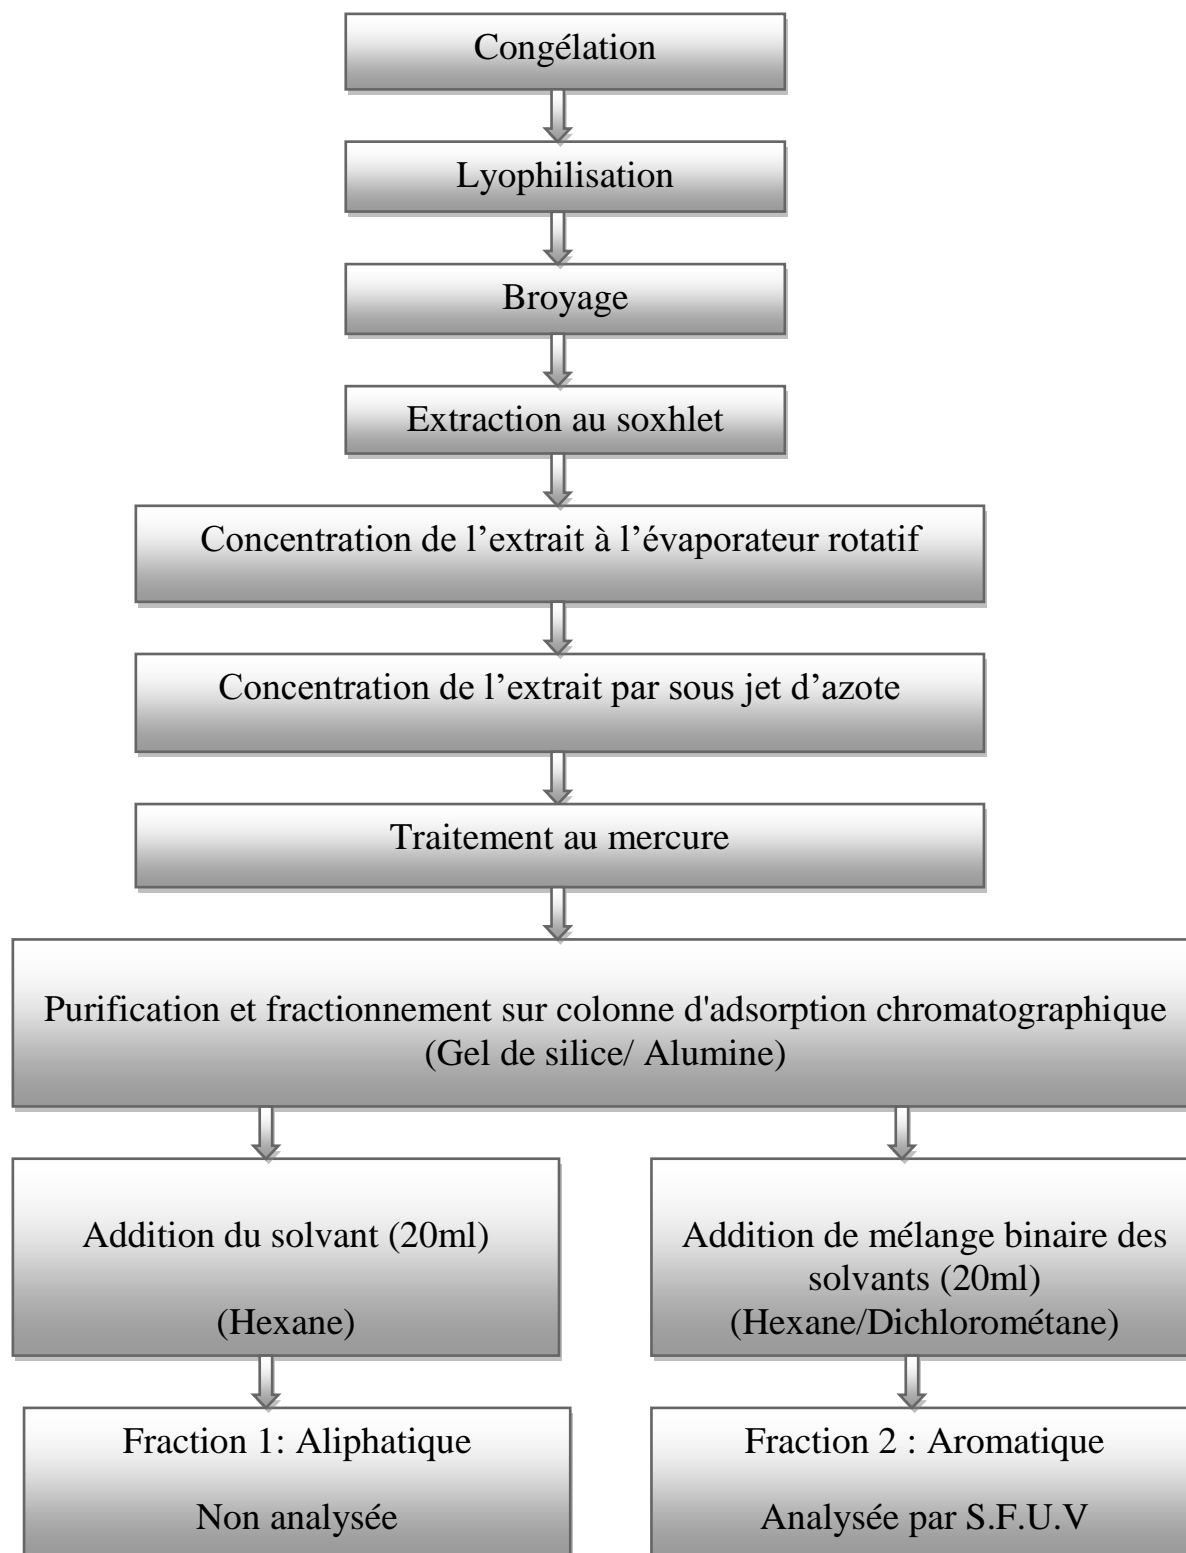 Congélation
Lyophilisation
Broyage
Extraction au soxhlet
Concentration de l’extrait à l’évaporateur rotatif
Concentration de l’extrait par sous jet d’azote
Traitement au mercure
Purification et fractionnement sur colonne d'adsorption chromatographique
(Gel de silice/ Alumine)
Addition du solvant (20ml)
(Hexane)
Addition de mélange binaire des
solvants (20ml)
(Hexane/Dichlorométane)
Fraction 1: Aliphatique
Non analysée
Fraction 2 : Aromatique
Analysée par S.F.U.V